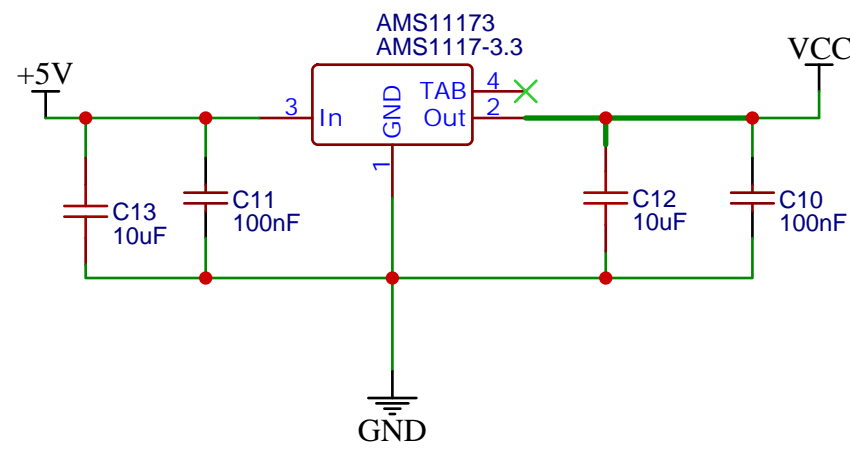 AMS11173
AMS1117-3.3
+5V
VCC
3
In
GND
TAB
4
Out
2
1
C13
10uF
C11
100nF
C12
10uF
C10
100nF
GND